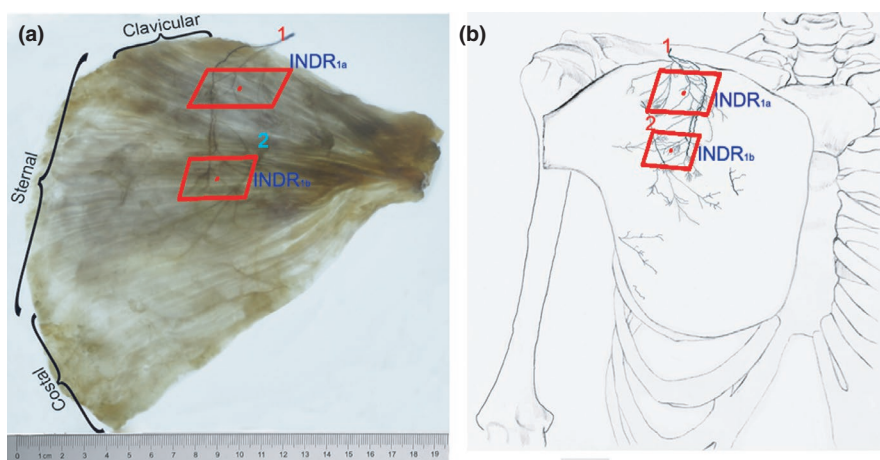 (a)
Clavicular
1
INDR1a
2
INDR1b
Sternal
Costal
0 1cm 2 3 4 5 6 7 8 9 10 11 12 13 14 15 16 17 18 19
(b)
1
INDR1a
2
INDR1b